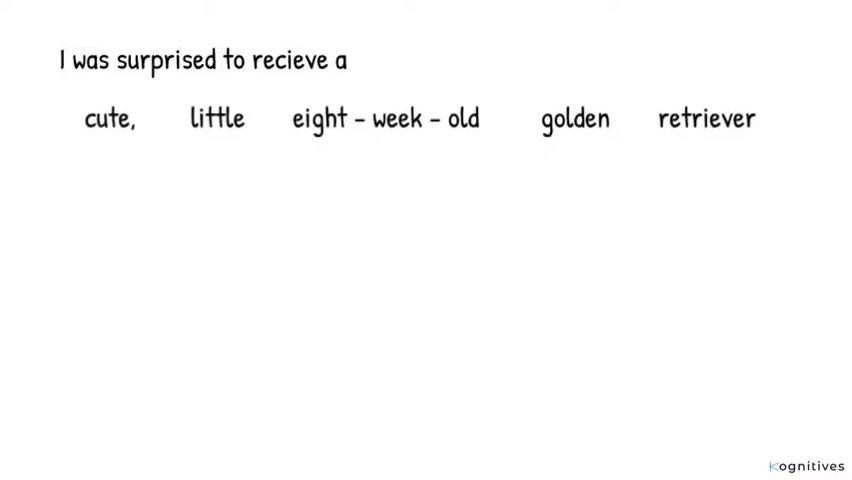 I was surprised to recieve a
cute, little eight - week - old golden retriever
Kognitives